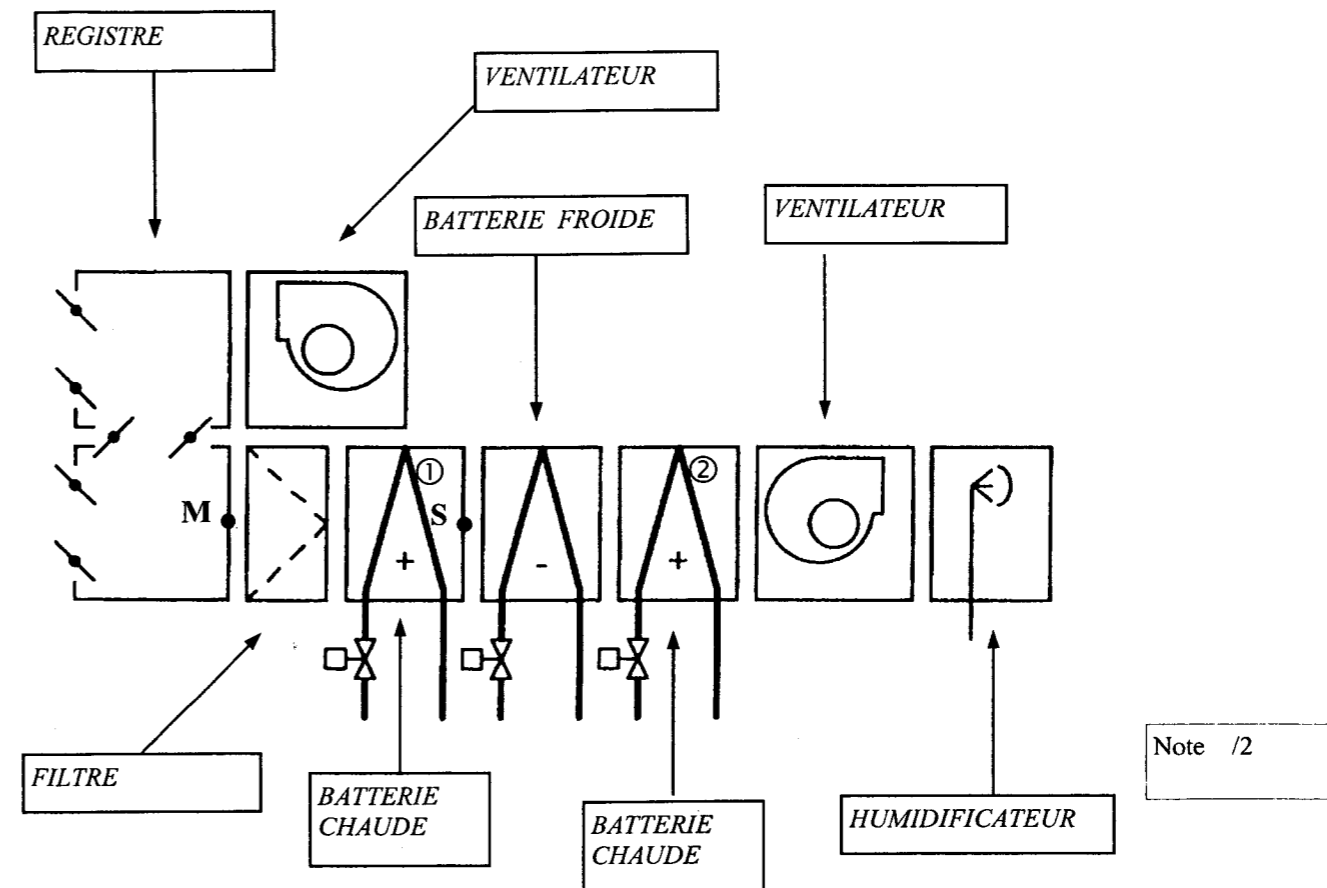 REGISTRE
VENTILATEUR
BATTERIE FROIDE
VENTILATEUR
M
①
S
②
+
-
+
Note /2
FILTRE
BATTERIE
CHAUDE
BATTERIE
CHAUDE
HUMIDIFICATEUR